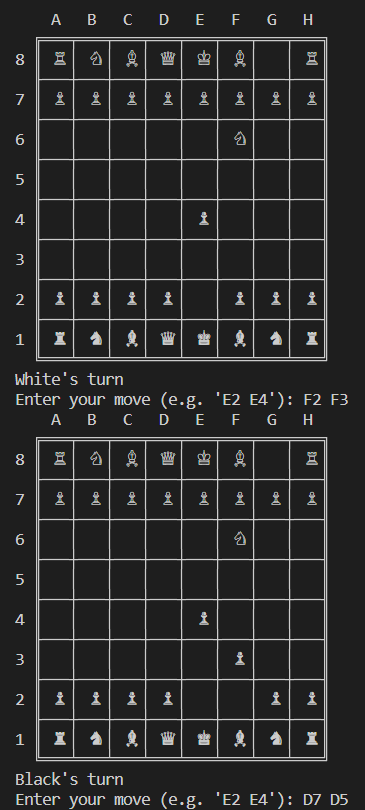 A B C D E F G H
8 ♖ ♘ ♗ ♕ ♔ ♗ ♖
7 ♙ ♙ ♙ ♙ ♙ ♙ ♙ ♙
6 ♘
5
4 ♟
3
2 ♟ ♟ ♟ ♟ ♟ ♟ ♟
1 ♜ ♞ ♝ ♛ ♚ ♝ ♞ ♜
White's turn
Enter your move (e.g. 'E2 E4'): F2 F3
A B C D E F G H
8 ♖ ♘ ♗ ♕ ♔ ♗ ♖
7 ♙ ♙ ♙ ♙ ♙ ♙ ♙ ♙
6 ♘
5
4 ♟
3 ♟
2 ♟ ♟ ♟ ♟ ♟ ♟
1 ♜ ♞ ♝ ♛ ♚ ♝ ♞ ♜
Black's turn
Enter your move (e.g. 'E2 E4'): D7 D5